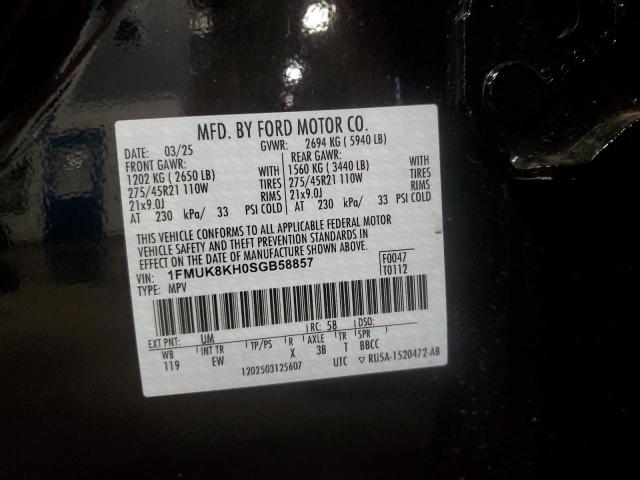 MFD. BY FORD MOTOR CO.
DATE: 03/25 GVWR: 2694 KG ( 5940 LB)
FRONT GAWR: REAR GAWR:
1202 KG ( 2650 LB) WITH 1560 KG ( 3440 LB) WITH
275/45R21 110W TIRES 275/45R21 110W TIRES
21x9.0J RIMS 21x9.0J RIMS
AT 230 kPa/ 33 PSI COLD AT 230 kPa/ 33 PSI COLD
THIS VEHICLE CONFORMS TO ALL APPLICABLE FEDERAL MOTOR
VEHICLE SAFETY AND THEFT PREVENTION STANDARDS IN
EFFECT ON THE DATE OF MANUFACTURE SHOWN ABOVE.
VIN: 1FMUK8KH0SGB58857 F0047
TYPE: MPV T0112
EXT PNT: UM RC: 58 DSO:
WB INT TR TP/PS R AXLE TR SPR
119 EW X 3B T BBCC
1202503125607 UTC ▽ RU5A-1520472-AB